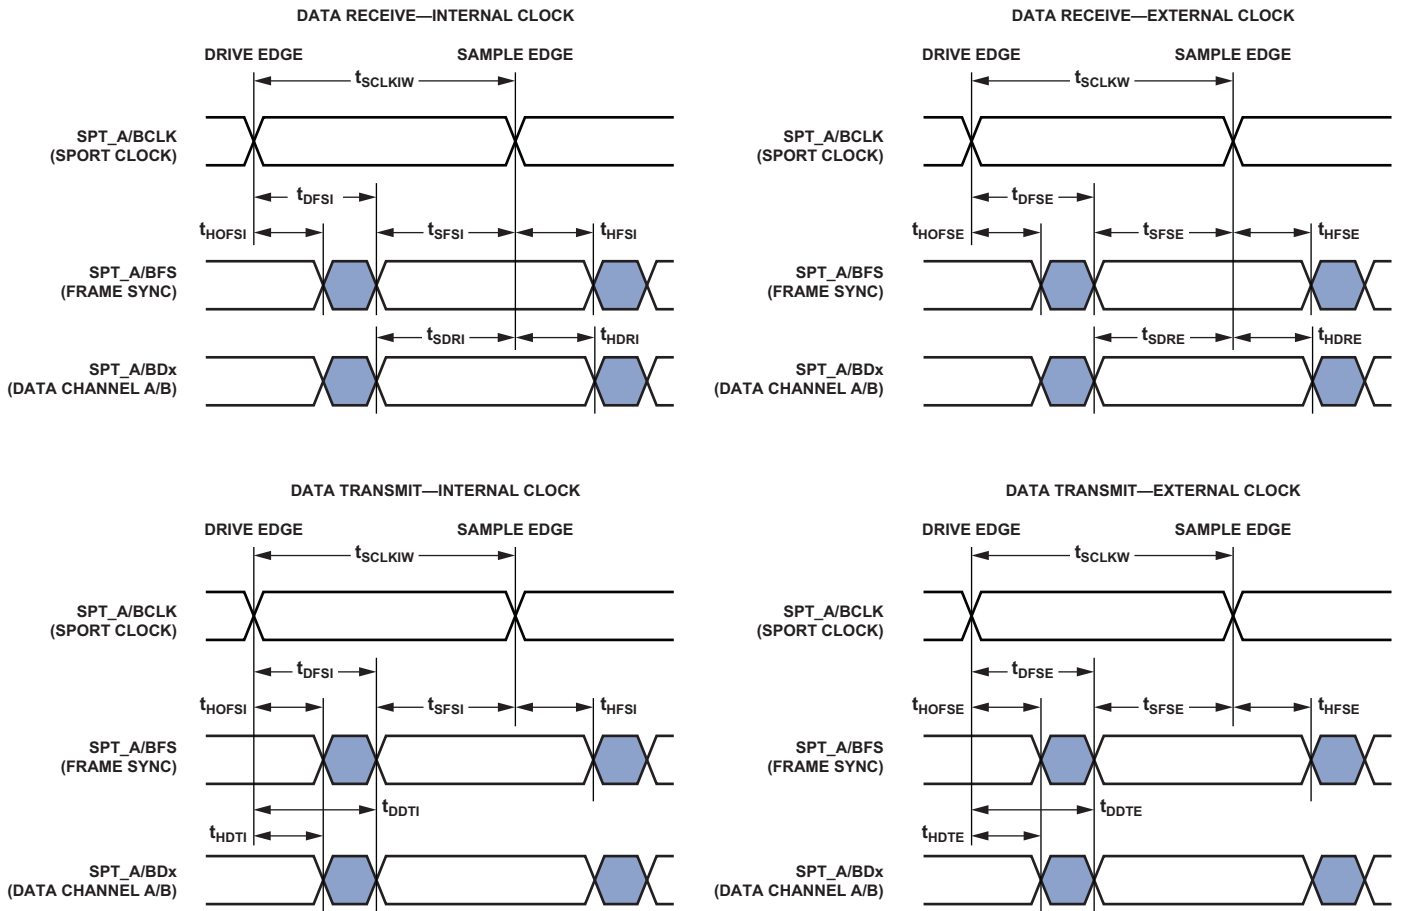 DATA RECEIVE—INTERNAL CLOCK
DRIVE EDGE
SAMPLE EDGE
tSCLKIW
SPT_A/BCLK
(SPORT CLOCK)
tDFSI
tHOFSI
tSFSI
tHFSI
SPT_A/BFS
(FRAME SYNC)
tSDRI
tHDRI
SPT_A/BDx
(DATA CHANNEL A/B)
DATA RECEIVE—EXTERNAL CLOCK
DRIVE EDGE
SAMPLE EDGE
tSCLKW
SPT_A/BCLK
(SPORT CLOCK)
tDFSE
tHOFSE
tSFSE
tHFSE
SPT_A/BFS
(FRAME SYNC)
tSDRE
tHDRE
SPT_A/BDx
(DATA CHANNEL A/B)
DATA TRANSMIT—INTERNAL CLOCK
DRIVE EDGE
SAMPLE EDGE
tSCLKIW
SPT_A/BCLK
(SPORT CLOCK)
tDFSI
tHOFSI
tSFSI
tHFSI
SPT_A/BFS
(FRAME SYNC)
tDDTI
tHDTI
SPT_A/BDx
(DATA CHANNEL A/B)
DATA TRANSMIT—EXTERNAL CLOCK
DRIVE EDGE
SAMPLE EDGE
tSCLKW
SPT_A/BCLK
(SPORT CLOCK)
tDFSE
tHOFSE
tSFSE
tHFSE
SPT_A/BFS
(FRAME SYNC)
tDDTE
tHDTE
SPT_A/BDx
(DATA CHANNEL A/B)